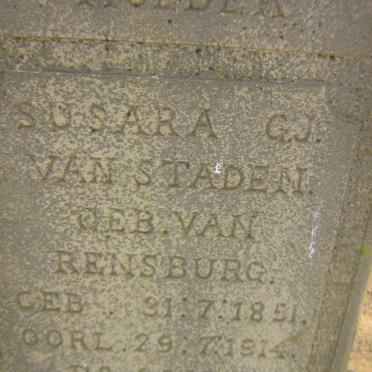 SUSARA G.J.
VAN STADEN.
GEB. VAN
RENSBURG.
GEB. 31.7.1851.
OORL. 29.7.1914.